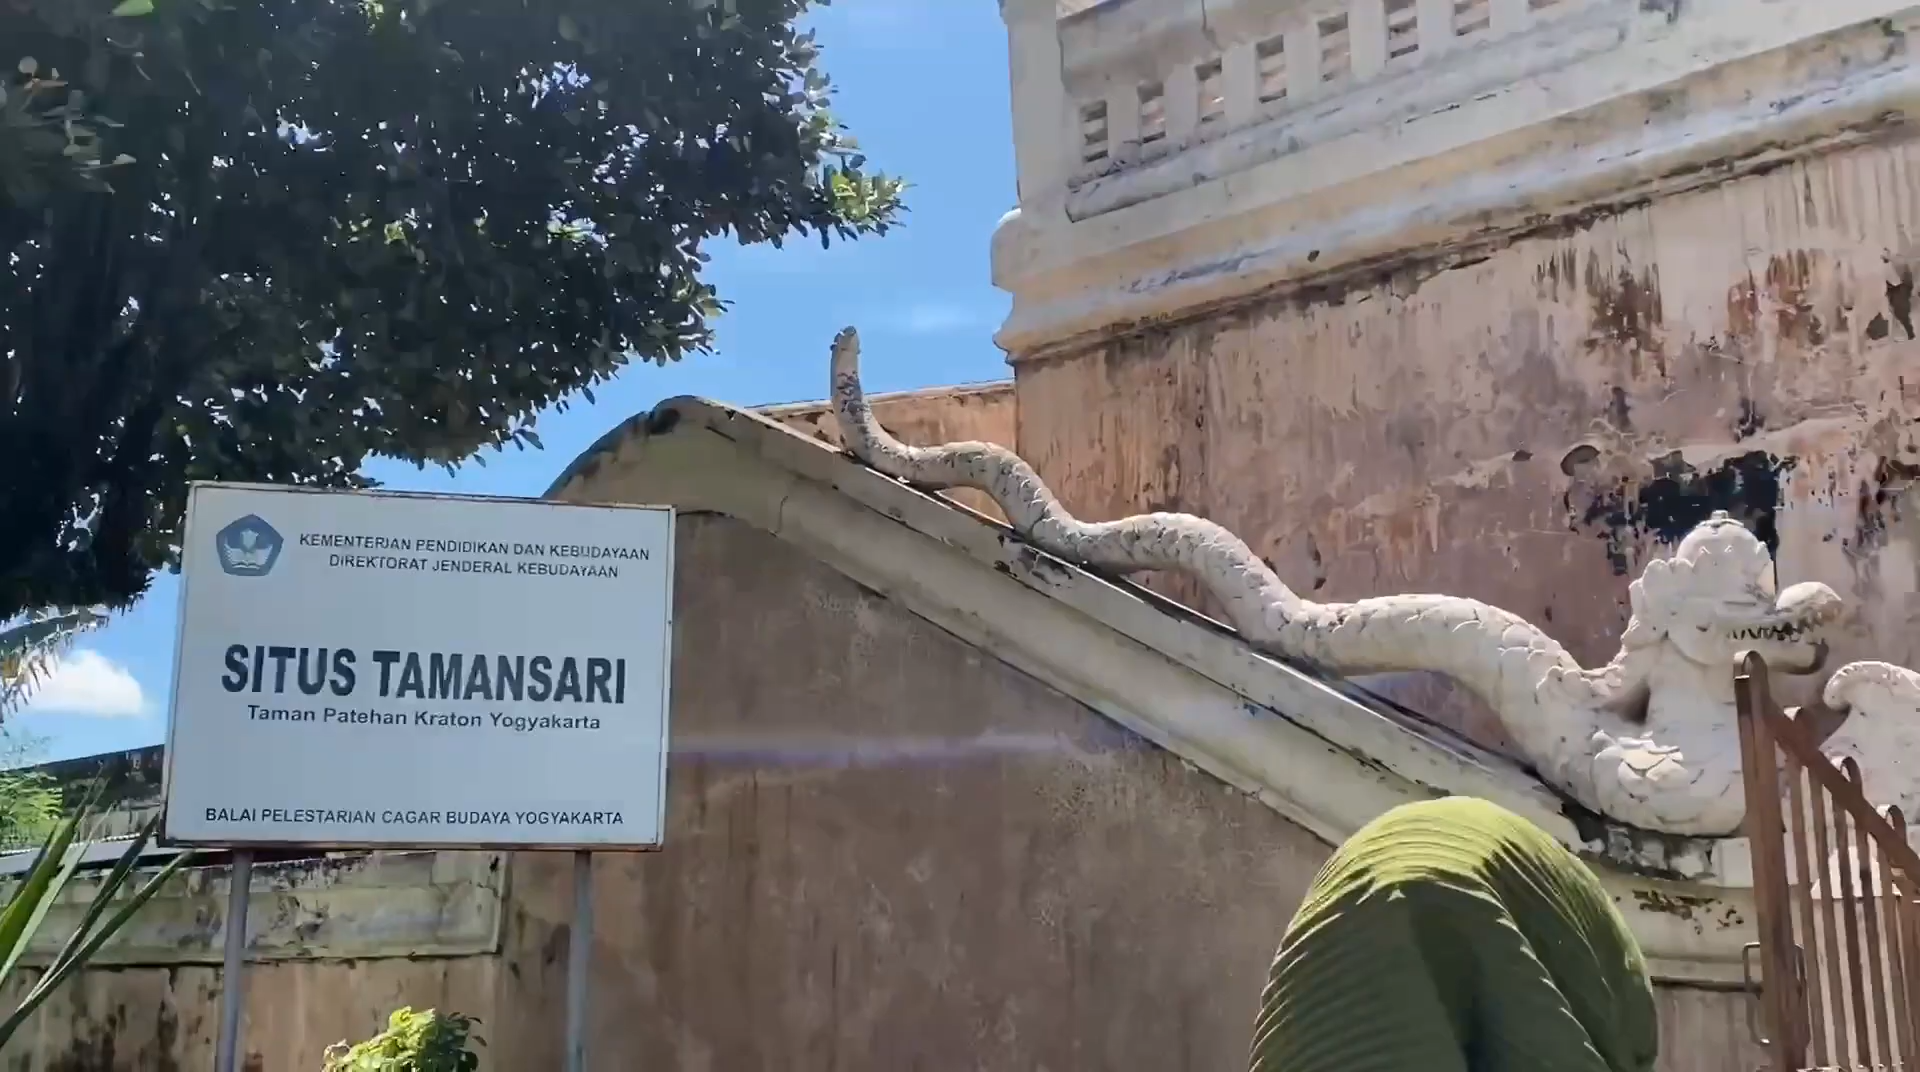 KEMENTERIAN PENDIDIKAN DAN KEBUDAYAAN
DIREKTORAT JENDERAL KEBUDAYAAN
SITUS TAMANSARI
Taman Patehan Kraton Yogyakarta
BALAI PELESTARIAN CAGAR BUDAYA YOGYAKARTA